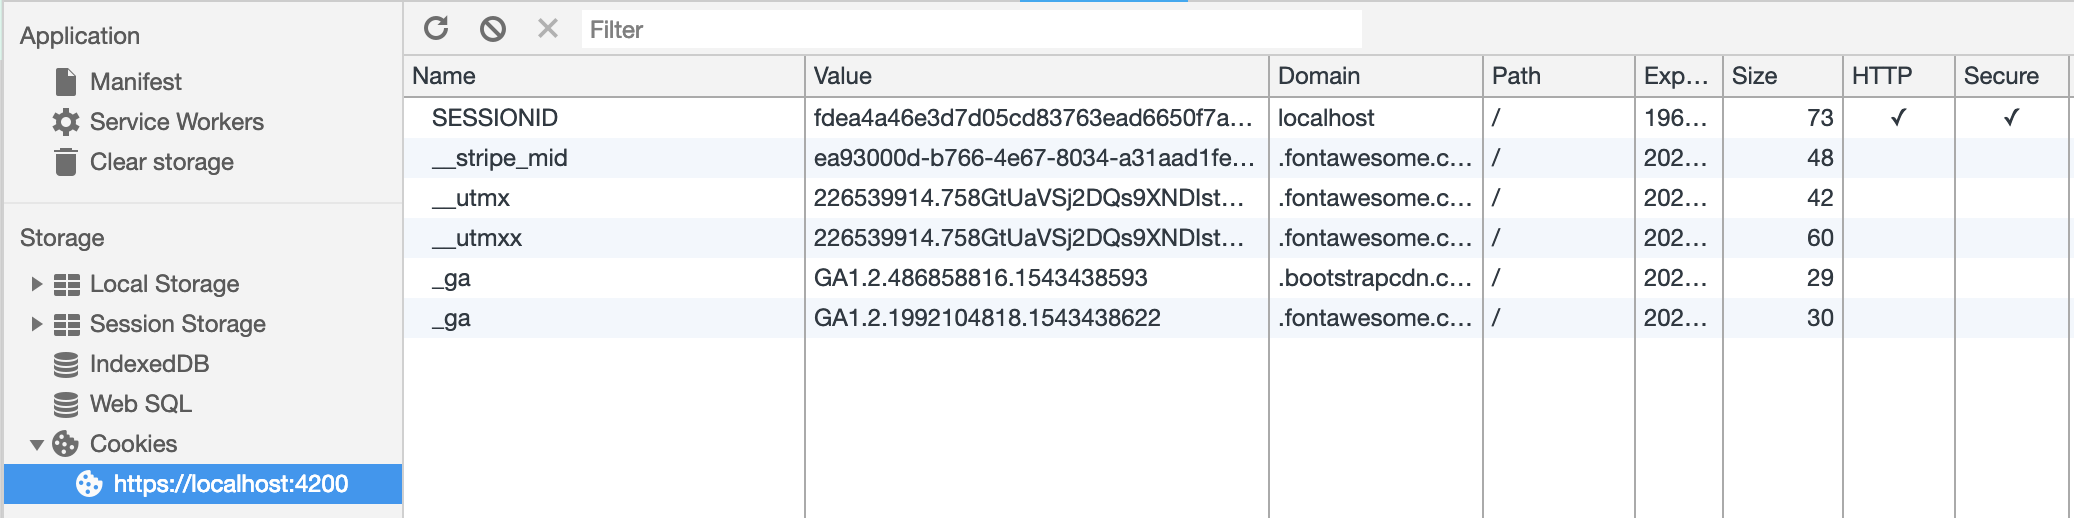 Application
Manifest
Service Workers
Clear storage
Storage
Local Storage
Session Storage
IndexedDB
Web SQL
Cookies
https://localhost:4200
Filter
Name Value Domain Path Exp... Size HTTP Secure
SESSIONID fdea4a46e3d7d05cd83763ead6650f7a... localhost / 196... 73 ✓ ✓
__stripe_mid ea93000d-b766-4e67-8034-a31aad1fe... .fontawesome.c... / 202... 48
__utmx 226539914.758GtUaVSj2DQs9XNDIst... .fontawesome.c... / 202... 42
__utmxx 226539914.758GtUaVSj2DQs9XNDIst... .fontawesome.c... / 202... 60
_ga GA1.2.486858816.1543438593 .bootstrapcdn.c... / 202... 29
_ga GA1.2.1992104818.1543438622 .fontawesome.c... / 202... 30